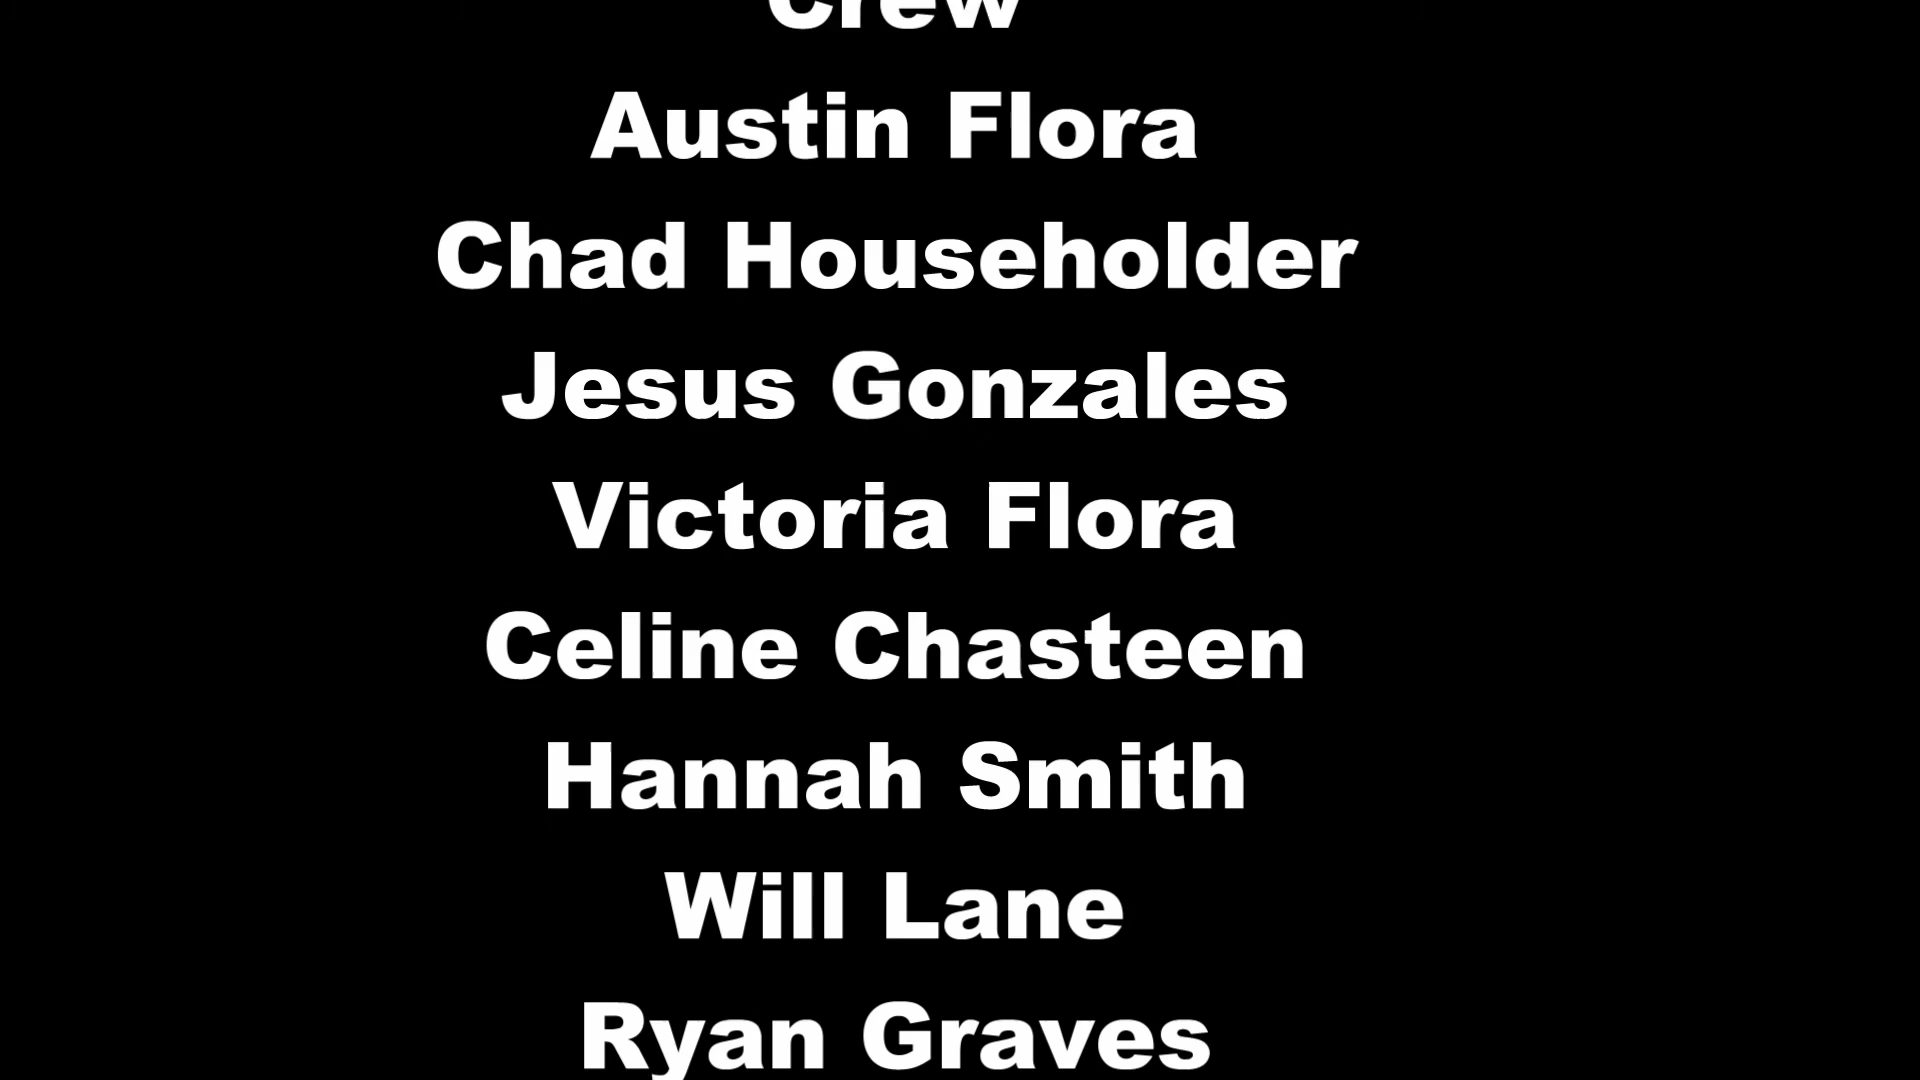 Crew
Austin Flora
Chad Householder
Jesus Gonzales
Victoria Flora
Celine Chasteen
Hannah Smith
Will Lane
Ryan Graves